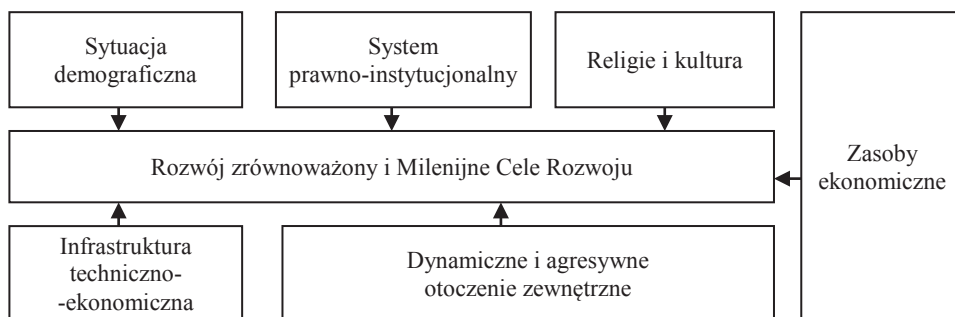 Sytuacja
demograficzna
System
prawno-instytucjonalny
Religie i kultura
Zasoby
ekonomiczne
Rozwój zrównoważony i Milenijne Cele Rozwoju
Infrastruktura
techniczno-
-ekonomiczna
Dynamiczne i agresywne
otoczenie zewnętrzne